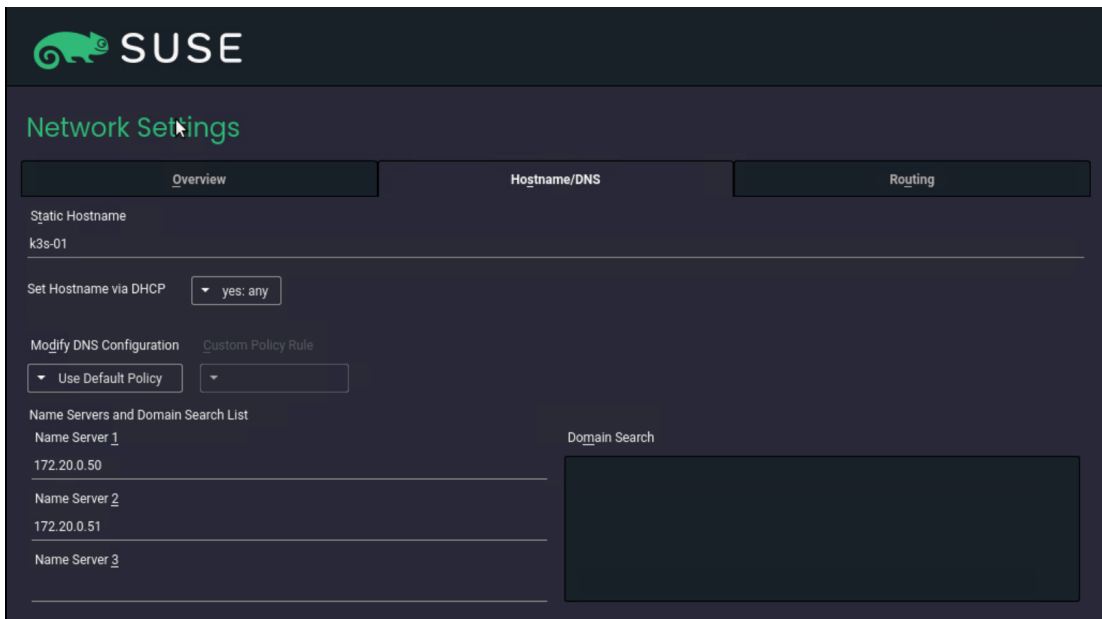 SUSE
Network Settings
Overview Hostname/DNS Routing
Static Hostname
k3s-01
Set Hostname via DHCP yes: any
Modify DNS Configuration Custom Policy Rule
Use Default Policy
Name Servers and Domain Search List
Name Server 1 Domain Search
172.20.0.50
Name Server 2
172.20.0.51
Name Server 3